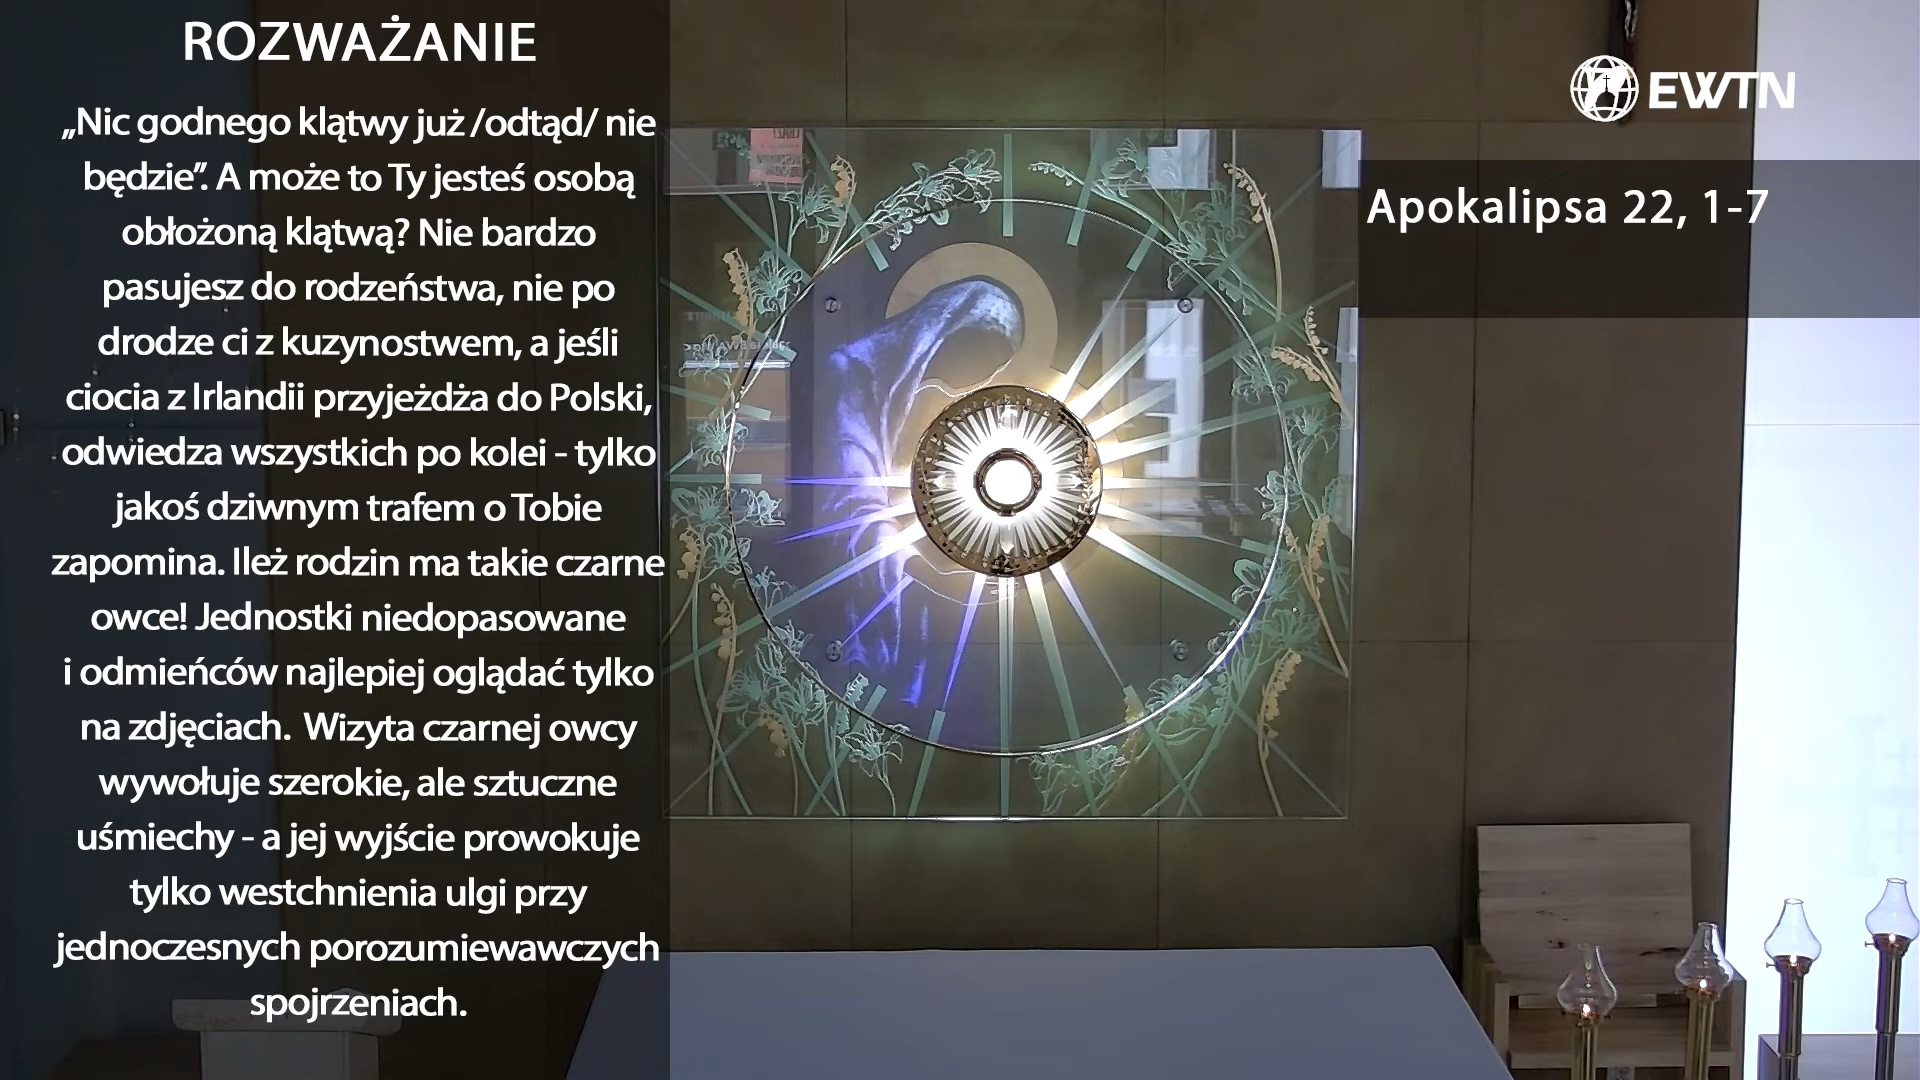 ROZWAŻANIE
„Nic godnego klątwy już /odtąd/ nie
będzie”. A może to Ty jesteś osobą
obłożoną klątwą? Nie bardzo
pasujesz do rodzeństwa, nie po
drodze ci z kuzynostwem, a jeśli
ciocia z Irlandii przyjeżdża do Polski,
odwiedza wszystkich po kolei - tylko
jakoś dziwnym trafem o Tobie
zapomina. Ileż rodzin ma takie czarne
owce! Jednostki niedopasowane
i odmieńców najlepiej oglądać tylko
na zdjęciach.  Wizyta czarnej owcy
wywołuje szerokie, ale sztuczne
uśmiechy - a jej wyjście prowokuje
tylko westchnienia ulgi przy
jednoczesnych porozumiewawczych
spojrzeniach.
EWTN
Apokalipsa 22, 1-7